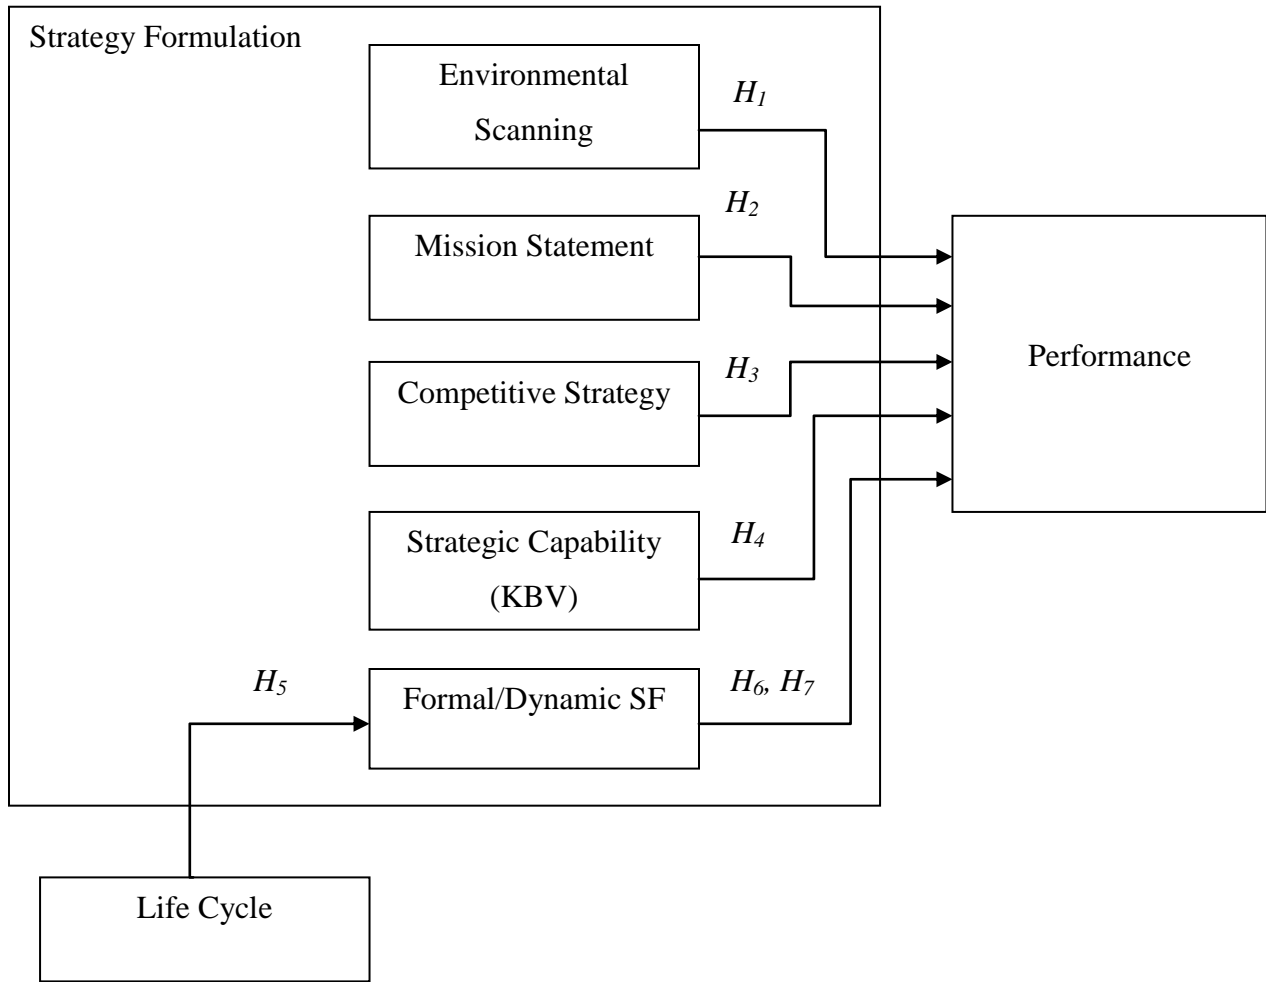 Strategy Formulation
Environmental
Scanning
H1
Mission Statement
H2
Competitive Strategy
H3
Strategic Capability
(KBV)
H4
H5
Formal/Dynamic SF
H6, H7
Performance
Life Cycle